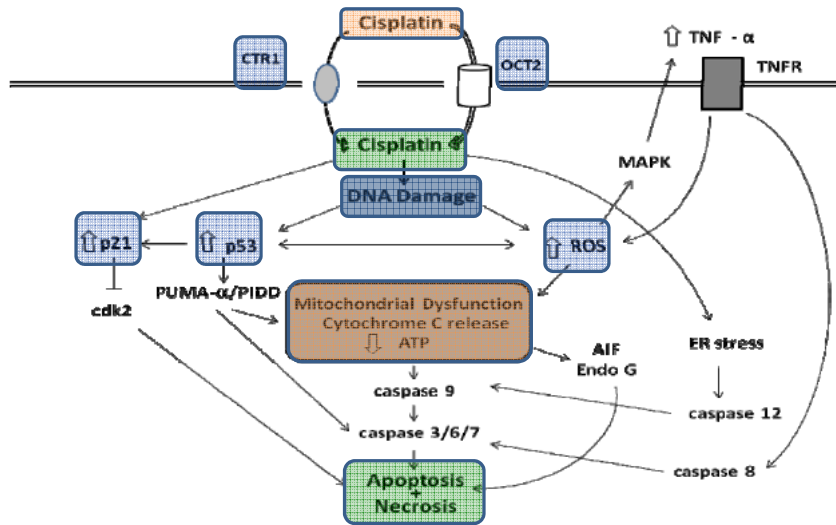 Cisplatin
TNF - α
CTR1
OCT2
TNFR
Cisplatin
MAPK
DNA Damage
p21
p53
ROS
PUMA-α/PIDD
cdk2
Mitochondrial Dysfunction
Cytochrome C release
ATP
AIF
Endo G
ER stress
caspase 9
caspase 12
caspase 3/6/7
caspase 8
Apoptosis
+
Necrosis